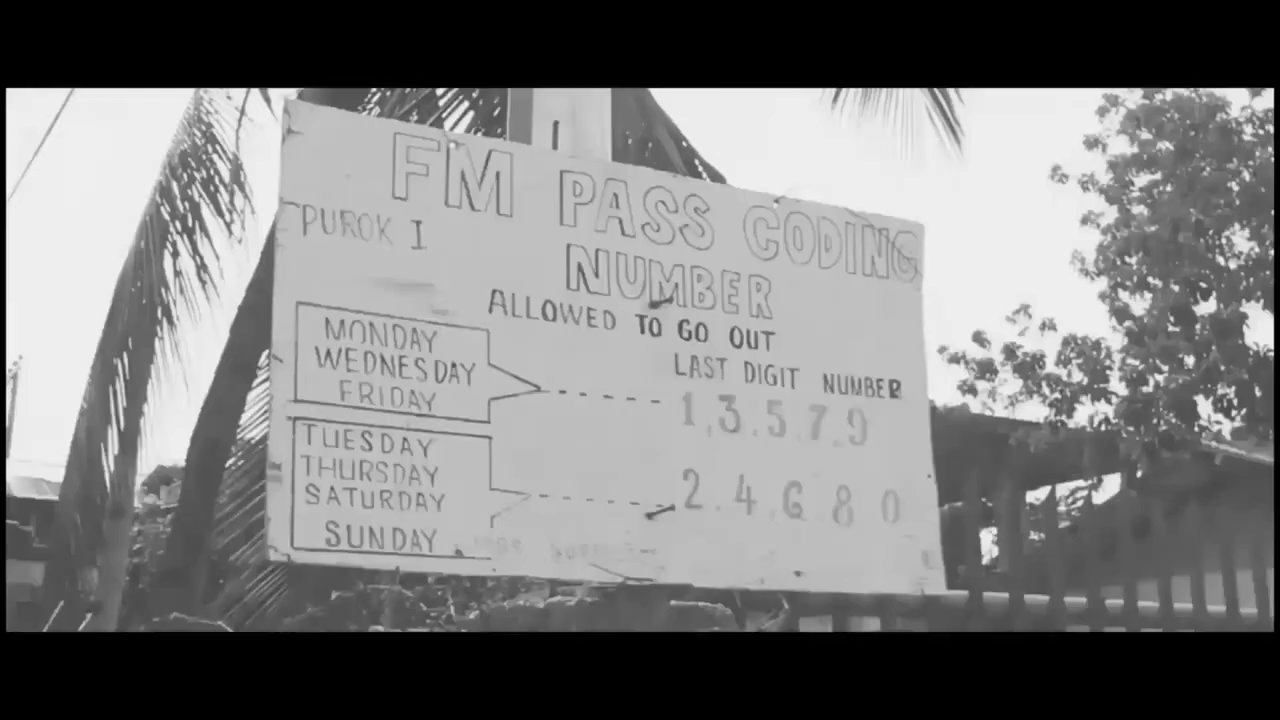 FM PASS CODING
PUROK I
NUMBER
ALLOWED TO GO OUT
LAST DIGIT NUMBER
MONDAY
WEDNESDAY
FRIDAY
1,3.5.7.9
TUESDAY
THURSDAY
SATURDAY
SUNDAY
2.4.6 8 0